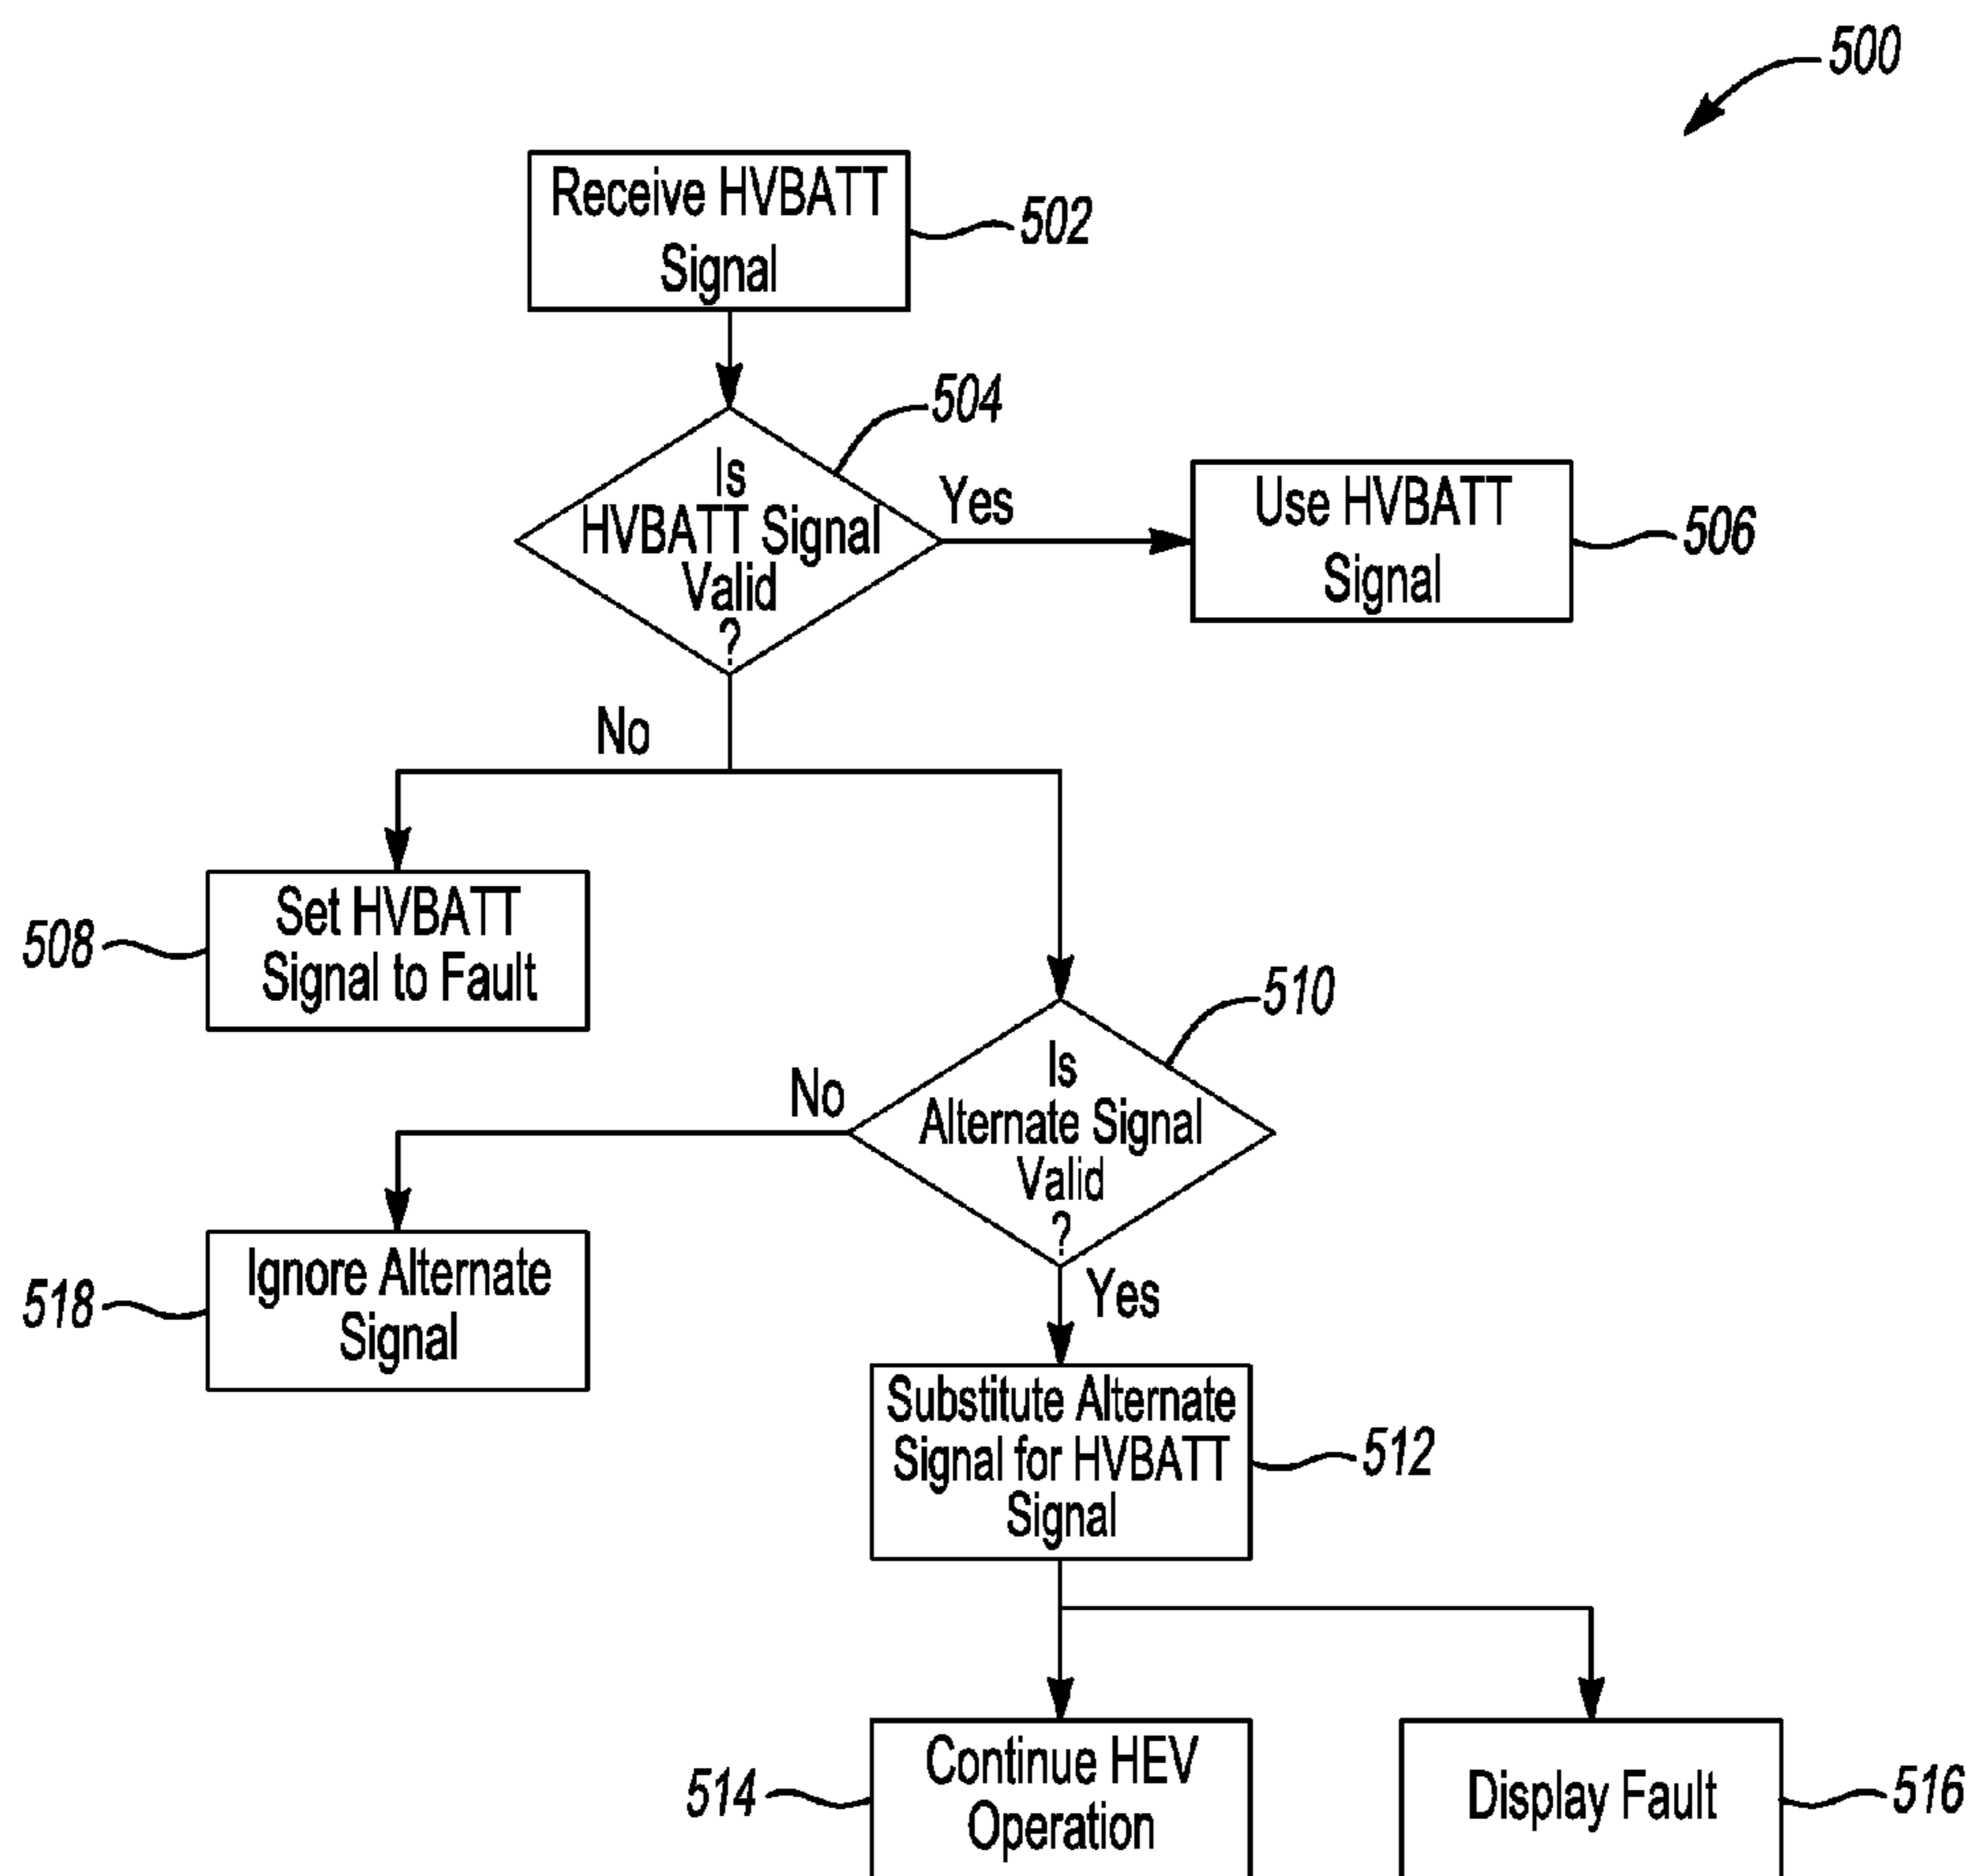 500
Receive HVBATT
Signal
502
504
Is
HVBATT Signal
Valid
?
Yes
Use HVBATT
Signal
506
No
Set HVBATT
Signal to Fault
508
510
Is
Alternate Signal
Valid
?
No
Ignore Alternate
Signal
518
Yes
Substitute Alternate
Signal for HVBATT
Signal
512
Continue HEV
Operation
514
Display Fault
516